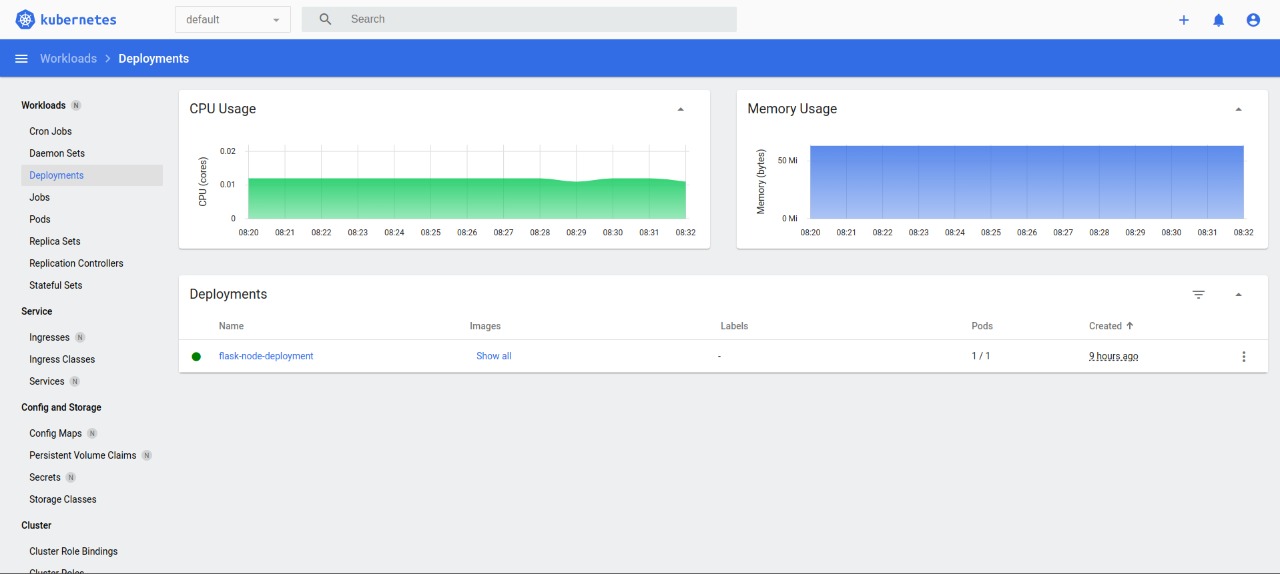 kubernetes
default
Search
Workloads > Deployments
Workloads N
Cron Jobs
Daemon Sets
Deployments
Jobs
Pods
Replica Sets
Replication Controllers
Stateful Sets
Service
Ingresses N
Ingress Classes
Services N
Config and Storage
Config Maps N
Persistent Volume Claims N
Secrets N
Storage Classes
Cluster
Cluster Role Bindings
Cluster Roles
CPU Usage
CPU (cores)
0.02
0.01
0
08:20 08:21 08:22 08:23 08:24 08:25 08:26 08:27 08:28 08:29 08:30 08:31 08:32
Memory Usage
Memory (bytes)
50 Mi
0 Mi
08:20 08:21 08:22 08:23 08:24 08:25 08:26 08:27 08:28 08:29 08:30 08:31 08:32
Deployments
Name Images Labels Pods Created
flask-node-deployment Show all - 1 / 1 9 hours ago